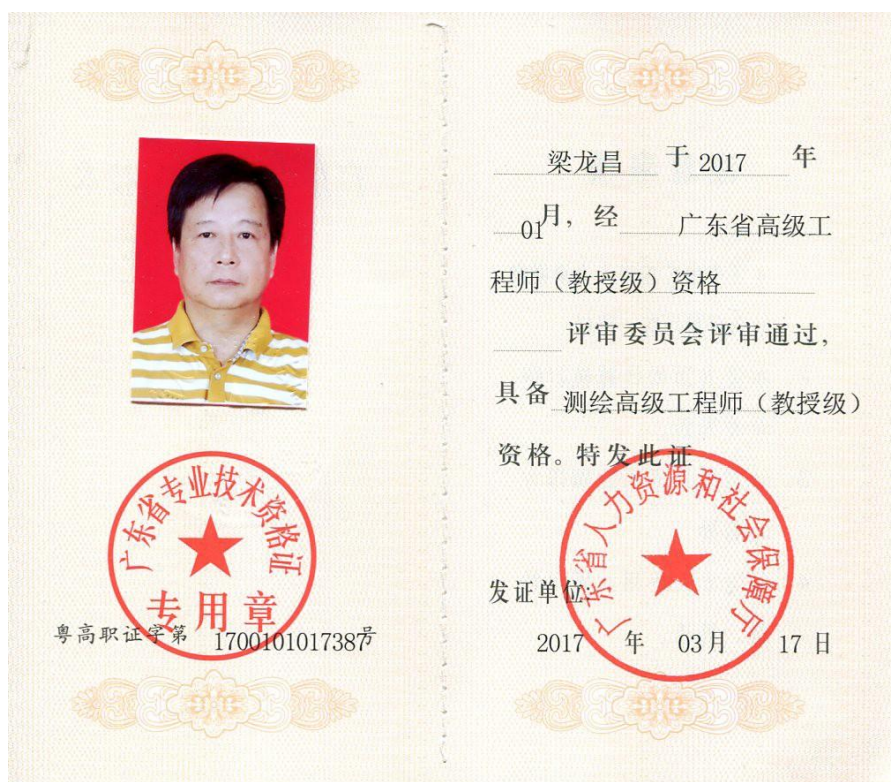 广东省专业技术资格证
专用章
粤高职证字第 1700101017387号
梁龙昌 于 2017 年
01月，经 广东省高级工
程师（教授级）资格
评审委员会评审通过，
具备 测绘高级工程师（教授级）
资格。特发此证
广东省人力资源和社会保障厅
发证单位：
2017 年 03月 17 日